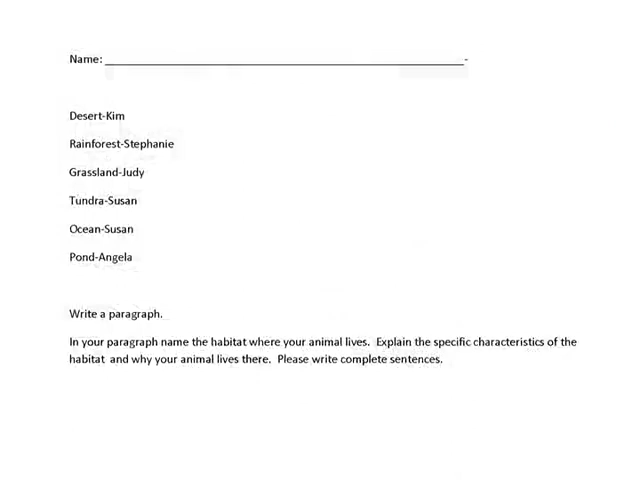 Name: ______________________________________________________-
Desert-Kim
Rainforest-Stephanie
Grassland-Judy
Tundra-Susan
Ocean-Susan
Pond-Angela
Write a paragraph.
In your paragraph name the habitat where your animal lives.  Explain the specific characteristics of the
habitat  and why your animal lives there.  Please write complete sentences.